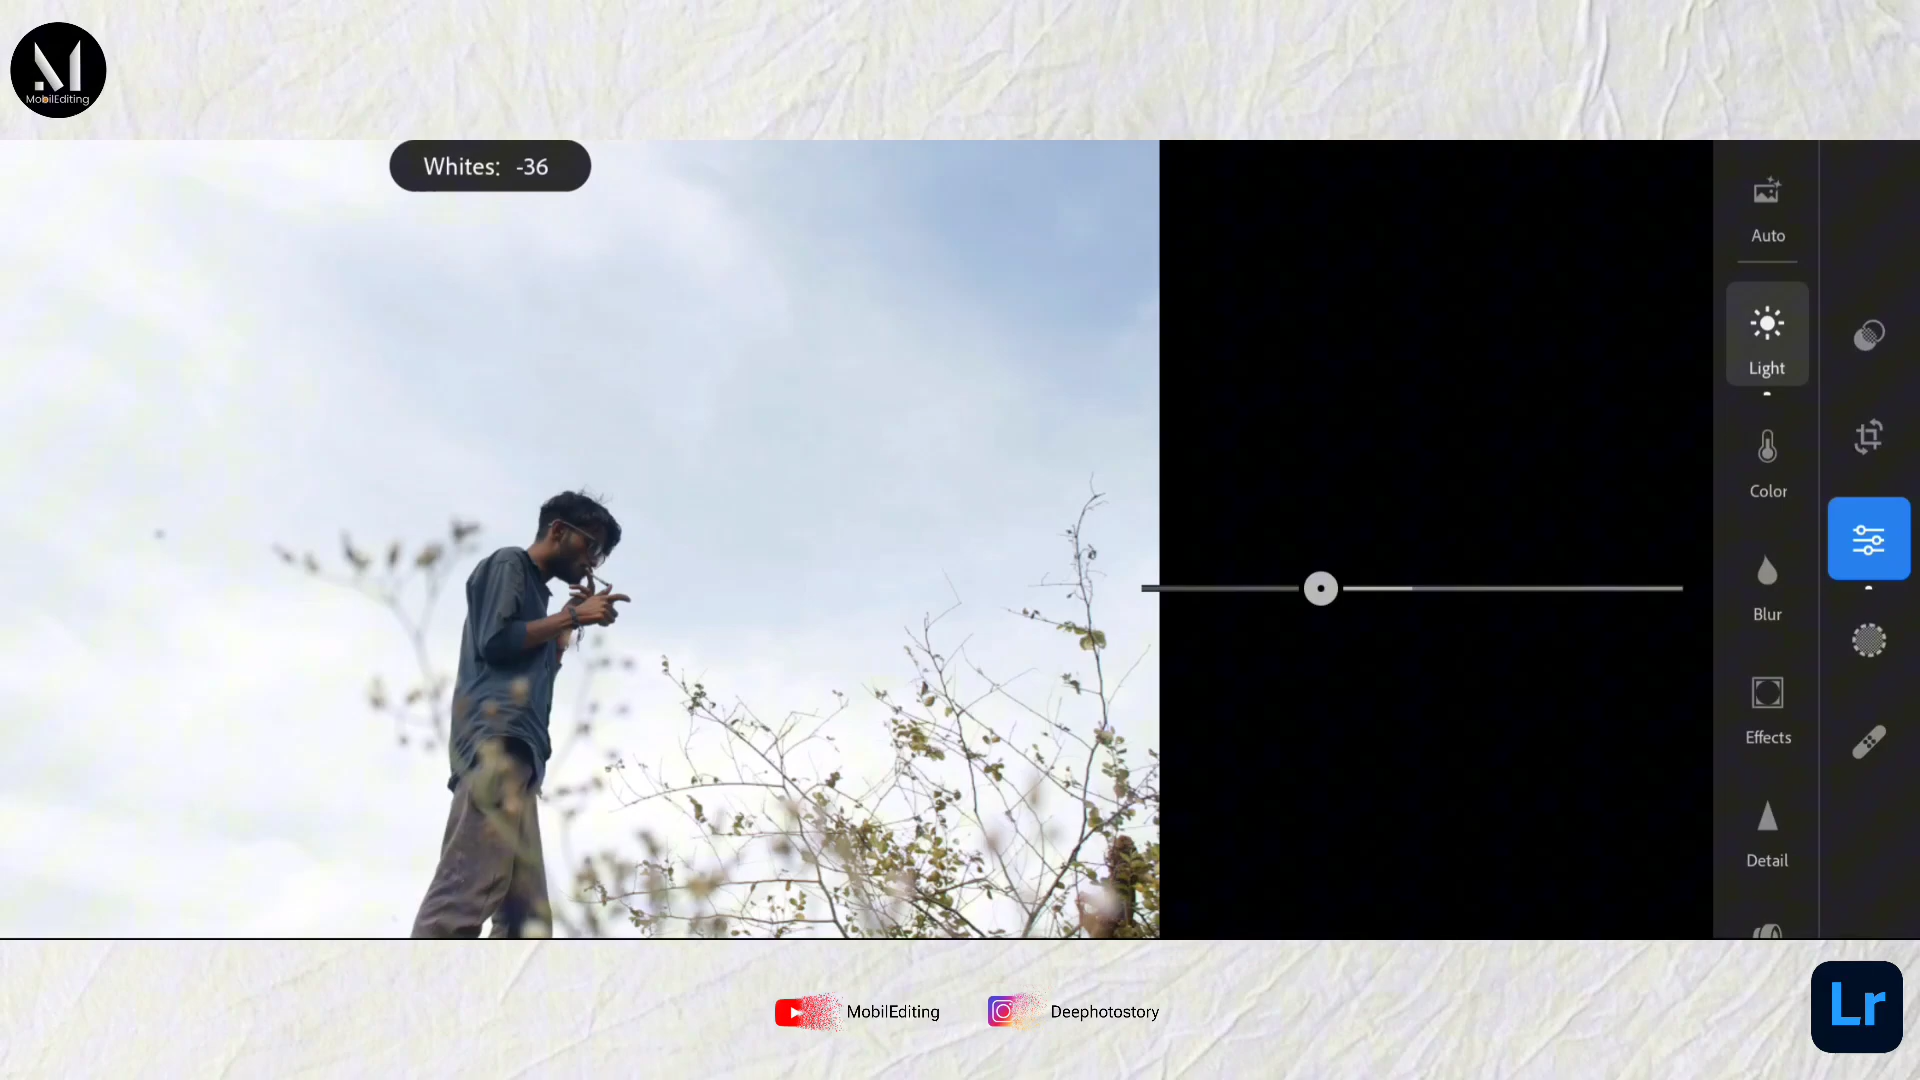 MobilEditing
Whites: -36
Auto
Light
Color
Blur
Effects
Detail
MobilEditing
Deephotostory
Lr